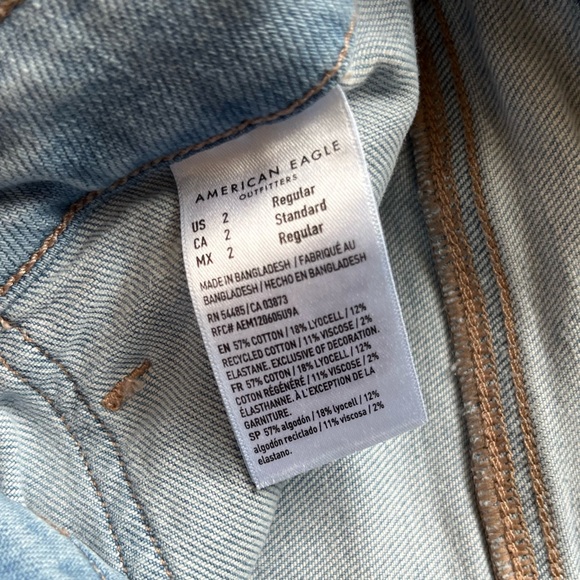 AMERICAN EAGLE
OUTFITTERS
US 2 Regular
CA 2 Standard
MX 2 Regular
MADE IN BANGLADESH / FABRIQUÉ AU
BANGLADESH / HECHO EN BANGLADESH
RN 54485/CA 03873
RFC# AEM120605U9A
EN 57% COTTON / 18% LYOCELL / 12%
RECYCLED COTTON / 11% VISCOSE / 2%
ELASTANE. EXCLUSIVE OF DECORATION.
FR 57% COTON / 18% LYOCELL / 12%
COTON RÉGÉNÉRÉ / 11% VISCOSE / 2%
ÉLASTHANNE. À L'EXCEPTION DE LA
GARNITURE.
SP 57% algodón / 18% lyocell / 12%
algodón reciclado / 11% viscosa / 2%
elastano.